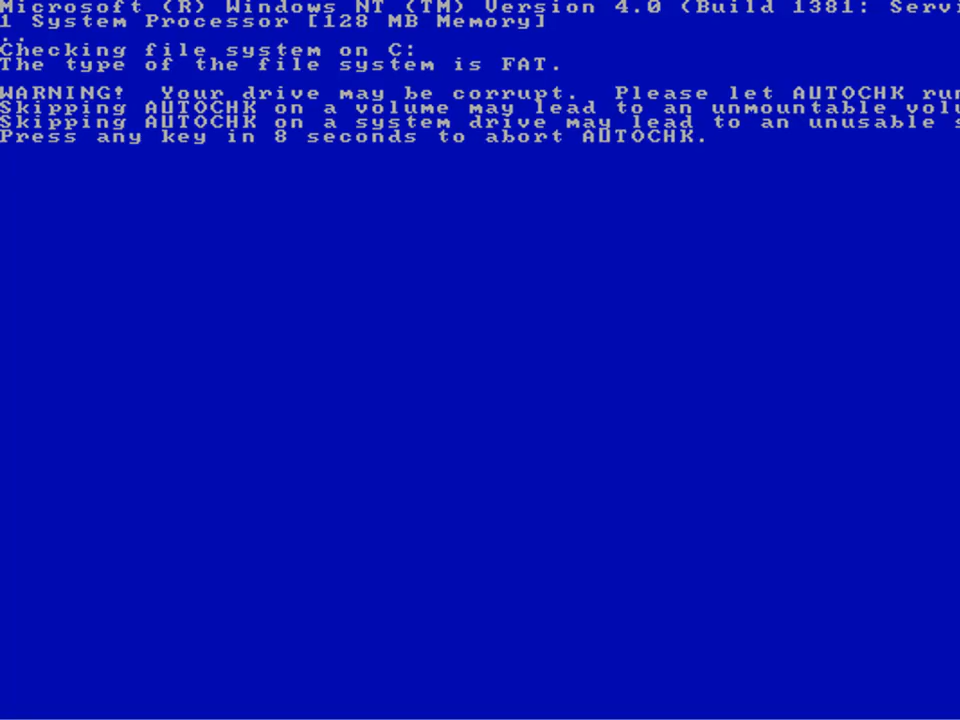 Microsoft (R) Windows NT (TM) Version 4.0 (Build 1381: Servi
1 System Processor [128 MB Memory]
..
Checking file system on C:
The type of the file system is FAT.
WARNING!  Your drive may be corrupt.  Please let AUTOCHK run
Skipping AUTOCHK on a volume may lead to an unmountable volu
Skipping AUTOCHK on a system drive may lead to an unusable s
Press any key in 8 seconds to abort AUTOCHK.